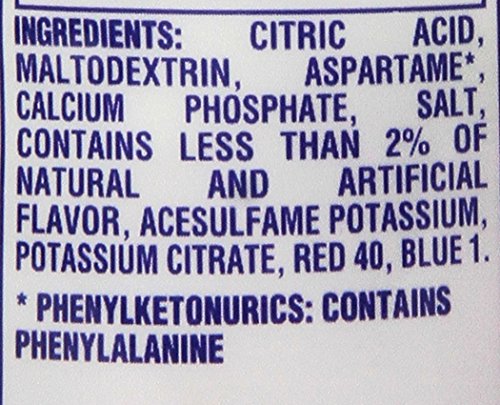 INGREDIENTS: CITRIC ACID,
MALTODEXTRIN, ASPARTAME*,
CALCIUM PHOSPHATE, SALT,
CONTAINS LESS THAN 2% OF
NATURAL AND ARTIFICIAL
FLAVOR, ACESULFAME POTASSIUM,
POTASSIUM CITRATE, RED 40, BLUE 1.
* PHENYLKETONURICS: CONTAINS
PHENYLALANINE